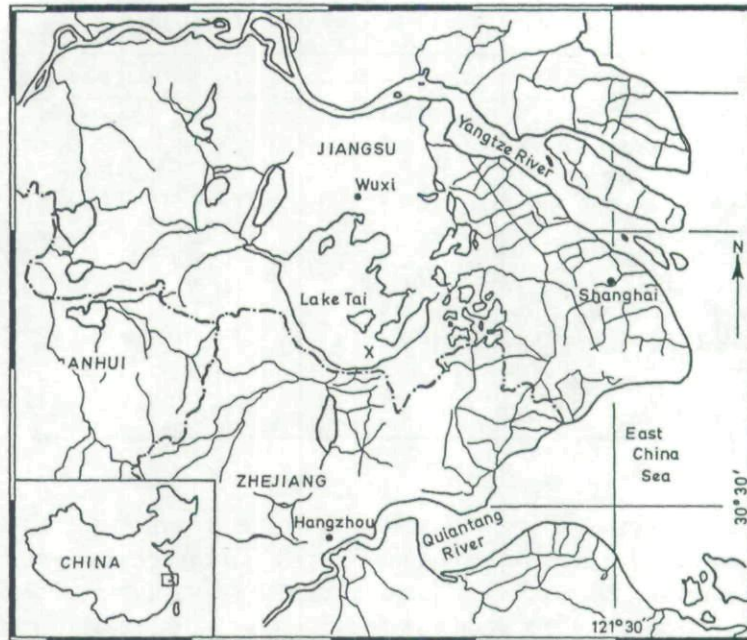 JIANGSU
Wuxi
Yangtze River
N
Lake Tai
Shanghai
X
ANHUI
East
China
Sea
ZHEJIANG
30° 30'
Hangzhou
Qulantang
River
CHINA
121° 30'